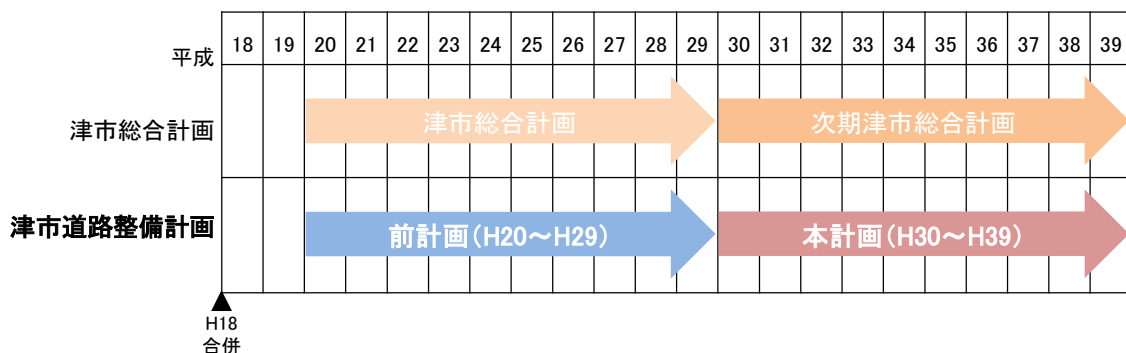 平成 18 19 20 21 22 23 24 25 26 27 28 29 30 31 32 33 34 35 36 37 38 39
津市総合計画 津市総合計画 次期津市総合計画
津市道路整備計画 前計画(H20~H29) 本計画(H30~H39)
▲
H18
合併